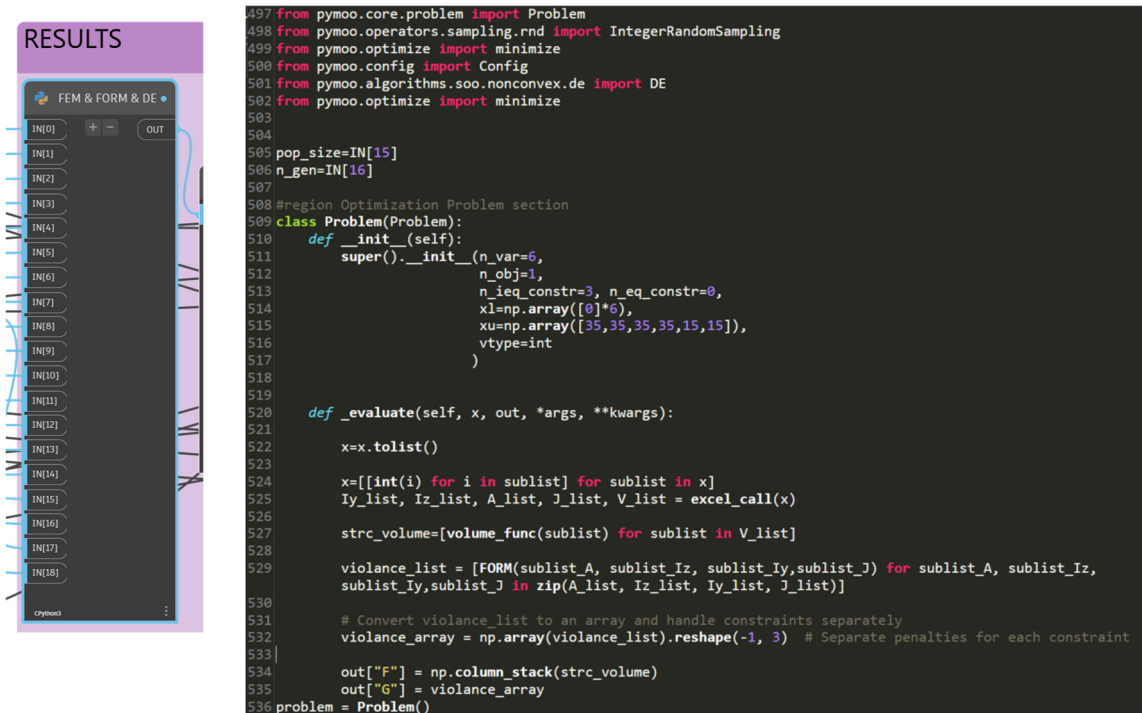 RESULTS
FEM & FORM & DE
IN[0] + - OUT
IN[1]
IN[2]
IN[3]
IN[4]
IN[5]
IN[6]
IN[7]
IN[8]
IN[9]
IN[10]
IN[11]
IN[12]
IN[13]
IN[14]
IN[15]
IN[16]
IN[17]
IN[18]
CPython3
497 from pymoo.core.problem import Problem
498 from pymoo.operators.sampling.rnd import IntegerRandomSampling
499 from pymoo.optimize import minimize
500 from pymoo.config import Config
501 from pymoo.algorithms.soo.nonconvex.de import DE
502 from pymoo.optimize import minimize
503
504
505 pop_size=IN[15]
506 n_gen=IN[16]
507
508 #region Optimization Problem section
509 class Problem(Problem):
510     def __init__(self):
511         super().__init__(n_var=6,
512                          n_obj=1,
513                          n_ieq_constr=3, n_eq_constr=0,
514                          xl=np.array([0]*6),
515                          xu=np.array([35,35,35,35,15,15]),
516                          vtype=int
517                         )
518
519
520     def _evaluate(self, x, out, *args, **kwargs):
521
522         x=x.tolist()
523
524         x=[[int(i) for i in sublist] for sublist in x]
525         Iy_list, Iz_list, A_list, J_list, V_list = excel_call(x)
526
527         strc_volume=[volume_func(sublist) for sublist in V_list]
528
529         violance_list = [FORM(sublist_A, sublist_Iz, sublist_Iy,sublist_J) for sublist_A, sublist_Iz,
sublist_Iy,sublist_J in zip(A_list, Iz_list, Iy_list, J_list)]
530
531         # Convert violance_list to an array and handle constraints separately
532         violance_array = np.array(violance_list).reshape(-1, 3)  # Separate penalties for each constraint
533
534         out["F"] = np.column_stack(strc_volume)
535         out["G"] = violance_array
536 problem = Problem()